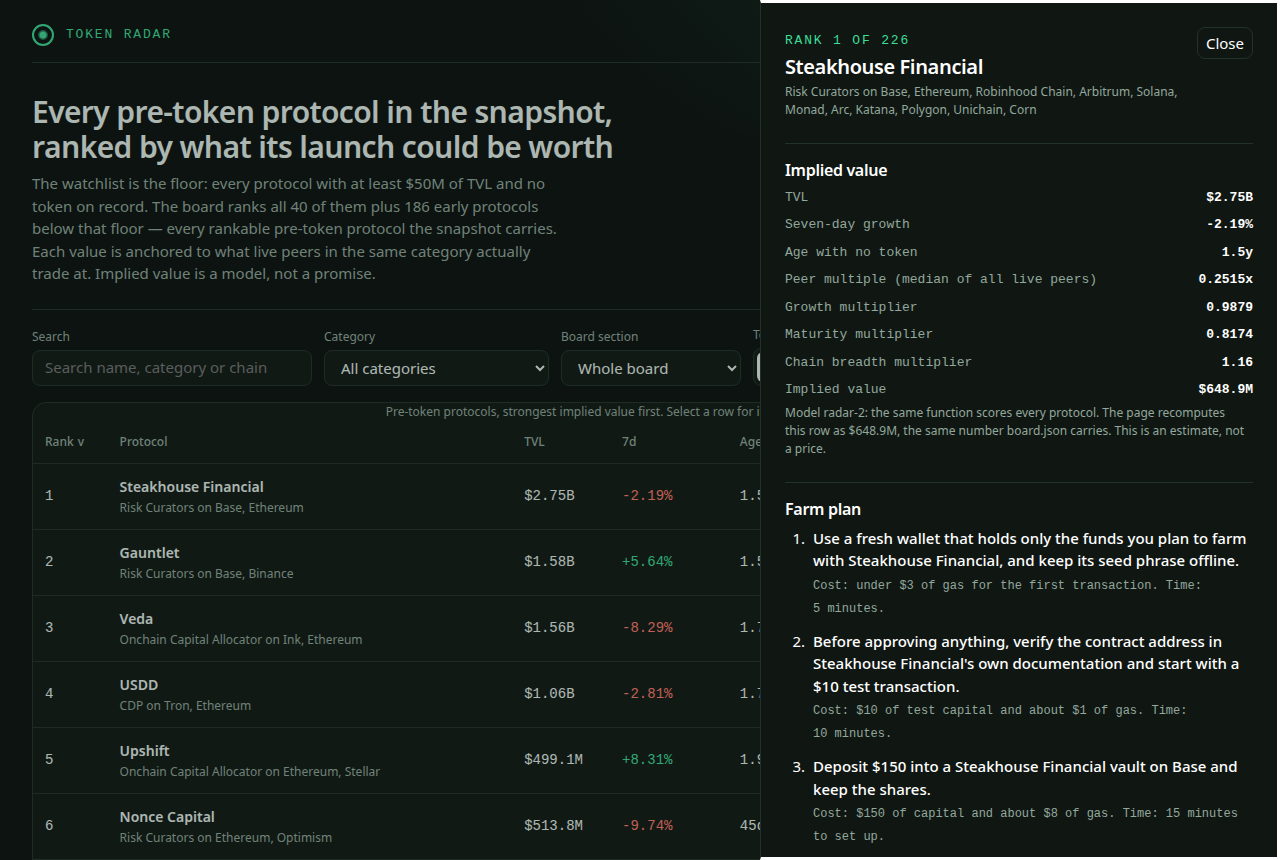 TOKEN RADAR
Every pre-token protocol in the snapshot,
ranked by what its launch could be worth
The watchlist is the floor: every protocol with at least $50M of TVL and no
token on record. The board ranks all 40 of them plus 186 early protocols
below that floor — every rankable pre-token protocol the snapshot carries.
Each value is anchored to what live peers in the same category actually
trade at. Implied value is a model, not a promise.
Search
Category
Board section
Search name, category or chain
All categories
Whole board
Pre-token protocols, strongest implied value first. Select a row for i
Rank v
Protocol
TVL
7d
Age
1
Steakhouse Financial
Risk Curators on Base, Ethereum
$2.75B
-2.19%
1.5
2
Gauntlet
Risk Curators on Base, Binance
$1.58B
+5.64%
1.5
3
Veda
Onchain Capital Allocator on Ink, Ethereum
$1.56B
-8.29%
1.7
4
USDD
CDP on Tron, Ethereum
$1.06B
-2.81%
1.7
5
Upshift
Onchain Capital Allocator on Ethereum, Stellar
$499.1M
+8.31%
1.9
6
Nonce Capital
Risk Curators on Ethereum, Optimism
$513.8M
-9.74%
45d
RANK 1 OF 226
Close
Steakhouse Financial
Risk Curators on Base, Ethereum, Robinhood Chain, Arbitrum, Solana,
Monad, Arc, Katana, Polygon, Unichain, Corn
Implied value
TVL $2.75B
Seven-day growth -2.19%
Age with no token 1.5y
Peer multiple (median of all live peers) 0.2515x
Growth multiplier 0.9879
Maturity multiplier 0.8174
Chain breadth multiplier 1.16
Implied value $648.9M
Model radar-2: the same function scores every protocol. The page recomputes
this row as $648.9M, the same number board.json carries. This is an estimate, not
a price.
Farm plan
1. Use a fresh wallet that holds only the funds you plan to farm
with Steakhouse Financial, and keep its seed phrase offline.
Cost: under $3 of gas for the first transaction. Time:
5 minutes.
2. Before approving anything, verify the contract address in
Steakhouse Financial's own documentation and start with a
$10 test transaction.
Cost: $10 of test capital and about $1 of gas. Time:
10 minutes.
3. Deposit $150 into a Steakhouse Financial vault on Base and
keep the shares.
Cost: $150 of capital and about $8 of gas. Time: 15 minutes
to set up.